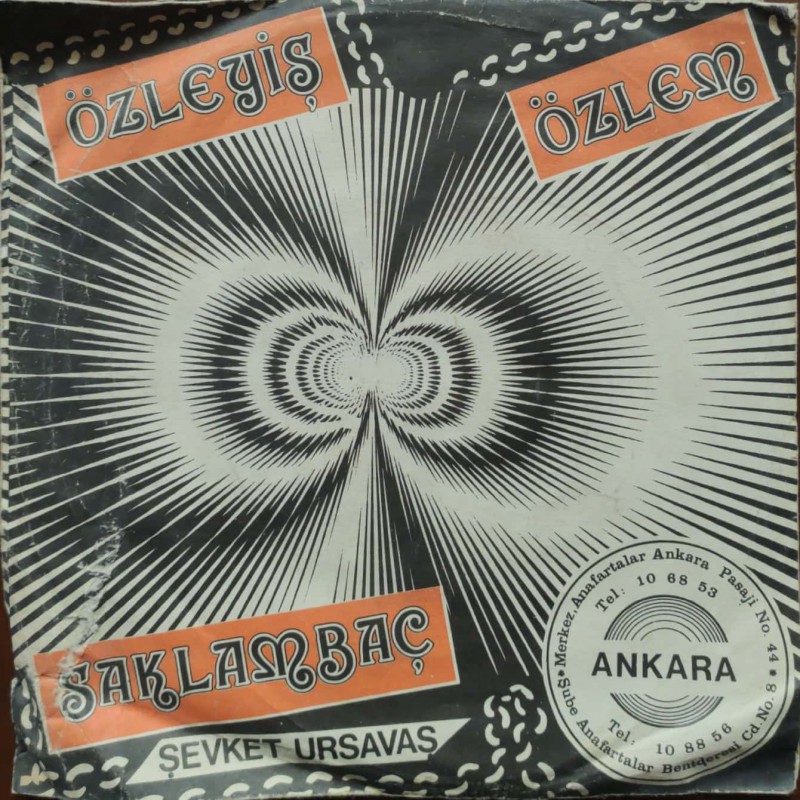 ÖZLEYİŞ
ÖZLEM
SAKLAMBAÇ
ŞEVKET URSAVAŞ
Merkez, Anafartalar Ankara Pasajı No. 44
Tel: 10 68 53
ANKARA
Tel: 10 88 56
Şube Anafartalar Bentderesi Cd. No. 8